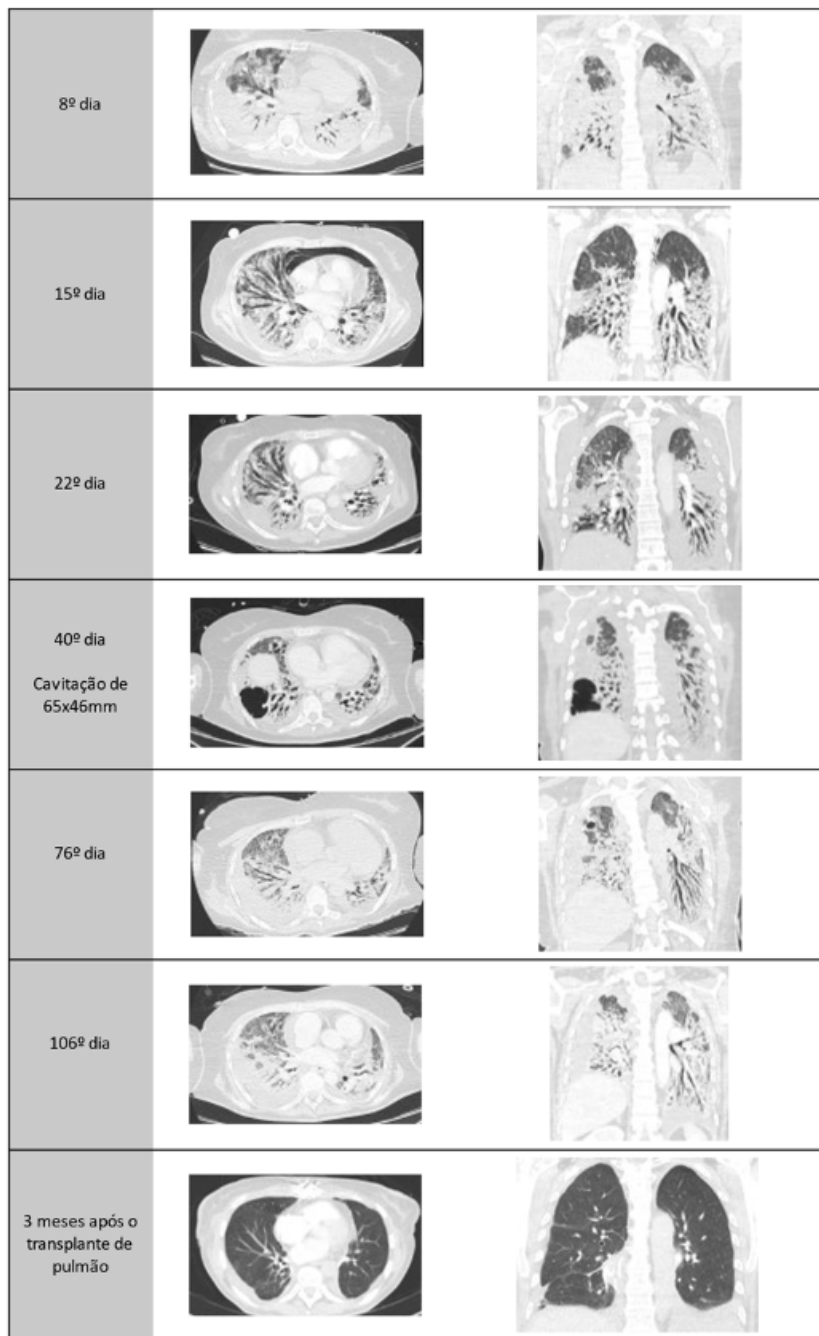 8º dia
15º dia
22º dia
40º dia
Cavitação de
65x46mm
76º dia
106º dia
3 meses após o
transplante de
pulmão